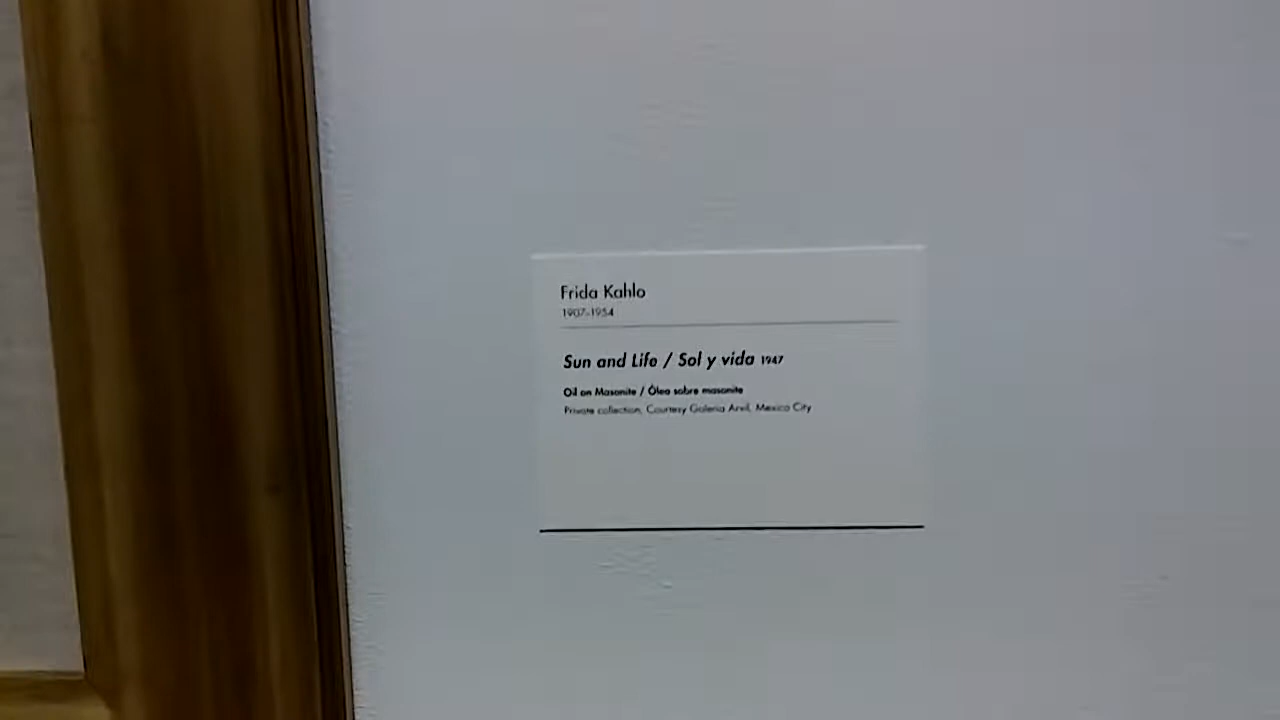 Frida Kahlo
1907-1954
Sun and Life / Sol y vida 1947
Oil on Masonite / Óleo sobre masonite
Private collection, Courtesy Galería Arvil, Mexico City